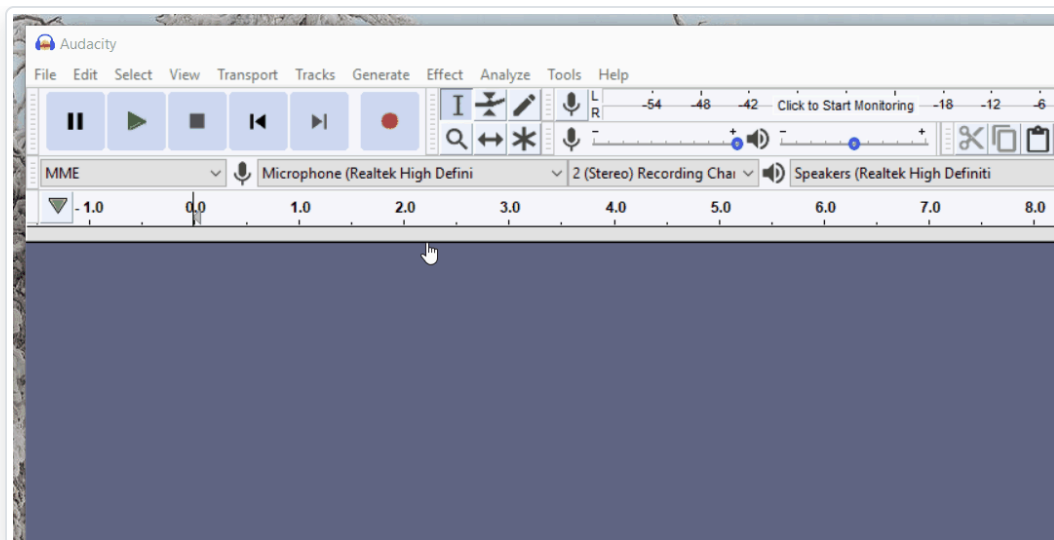 Audacity
File Edit Select View Transport Tracks Generate Effect Analyze Tools Help
L
R
-54 -48 -42 Click to Start Monitoring -18 -12 -6
- + - +
MME Microphone (Realtek High Defini 2 (Stereo) Recording Chai Speakers (Realtek High Definiti
- 1.0 0.0 1.0 2.0 3.0 4.0 5.0 6.0 7.0 8.0